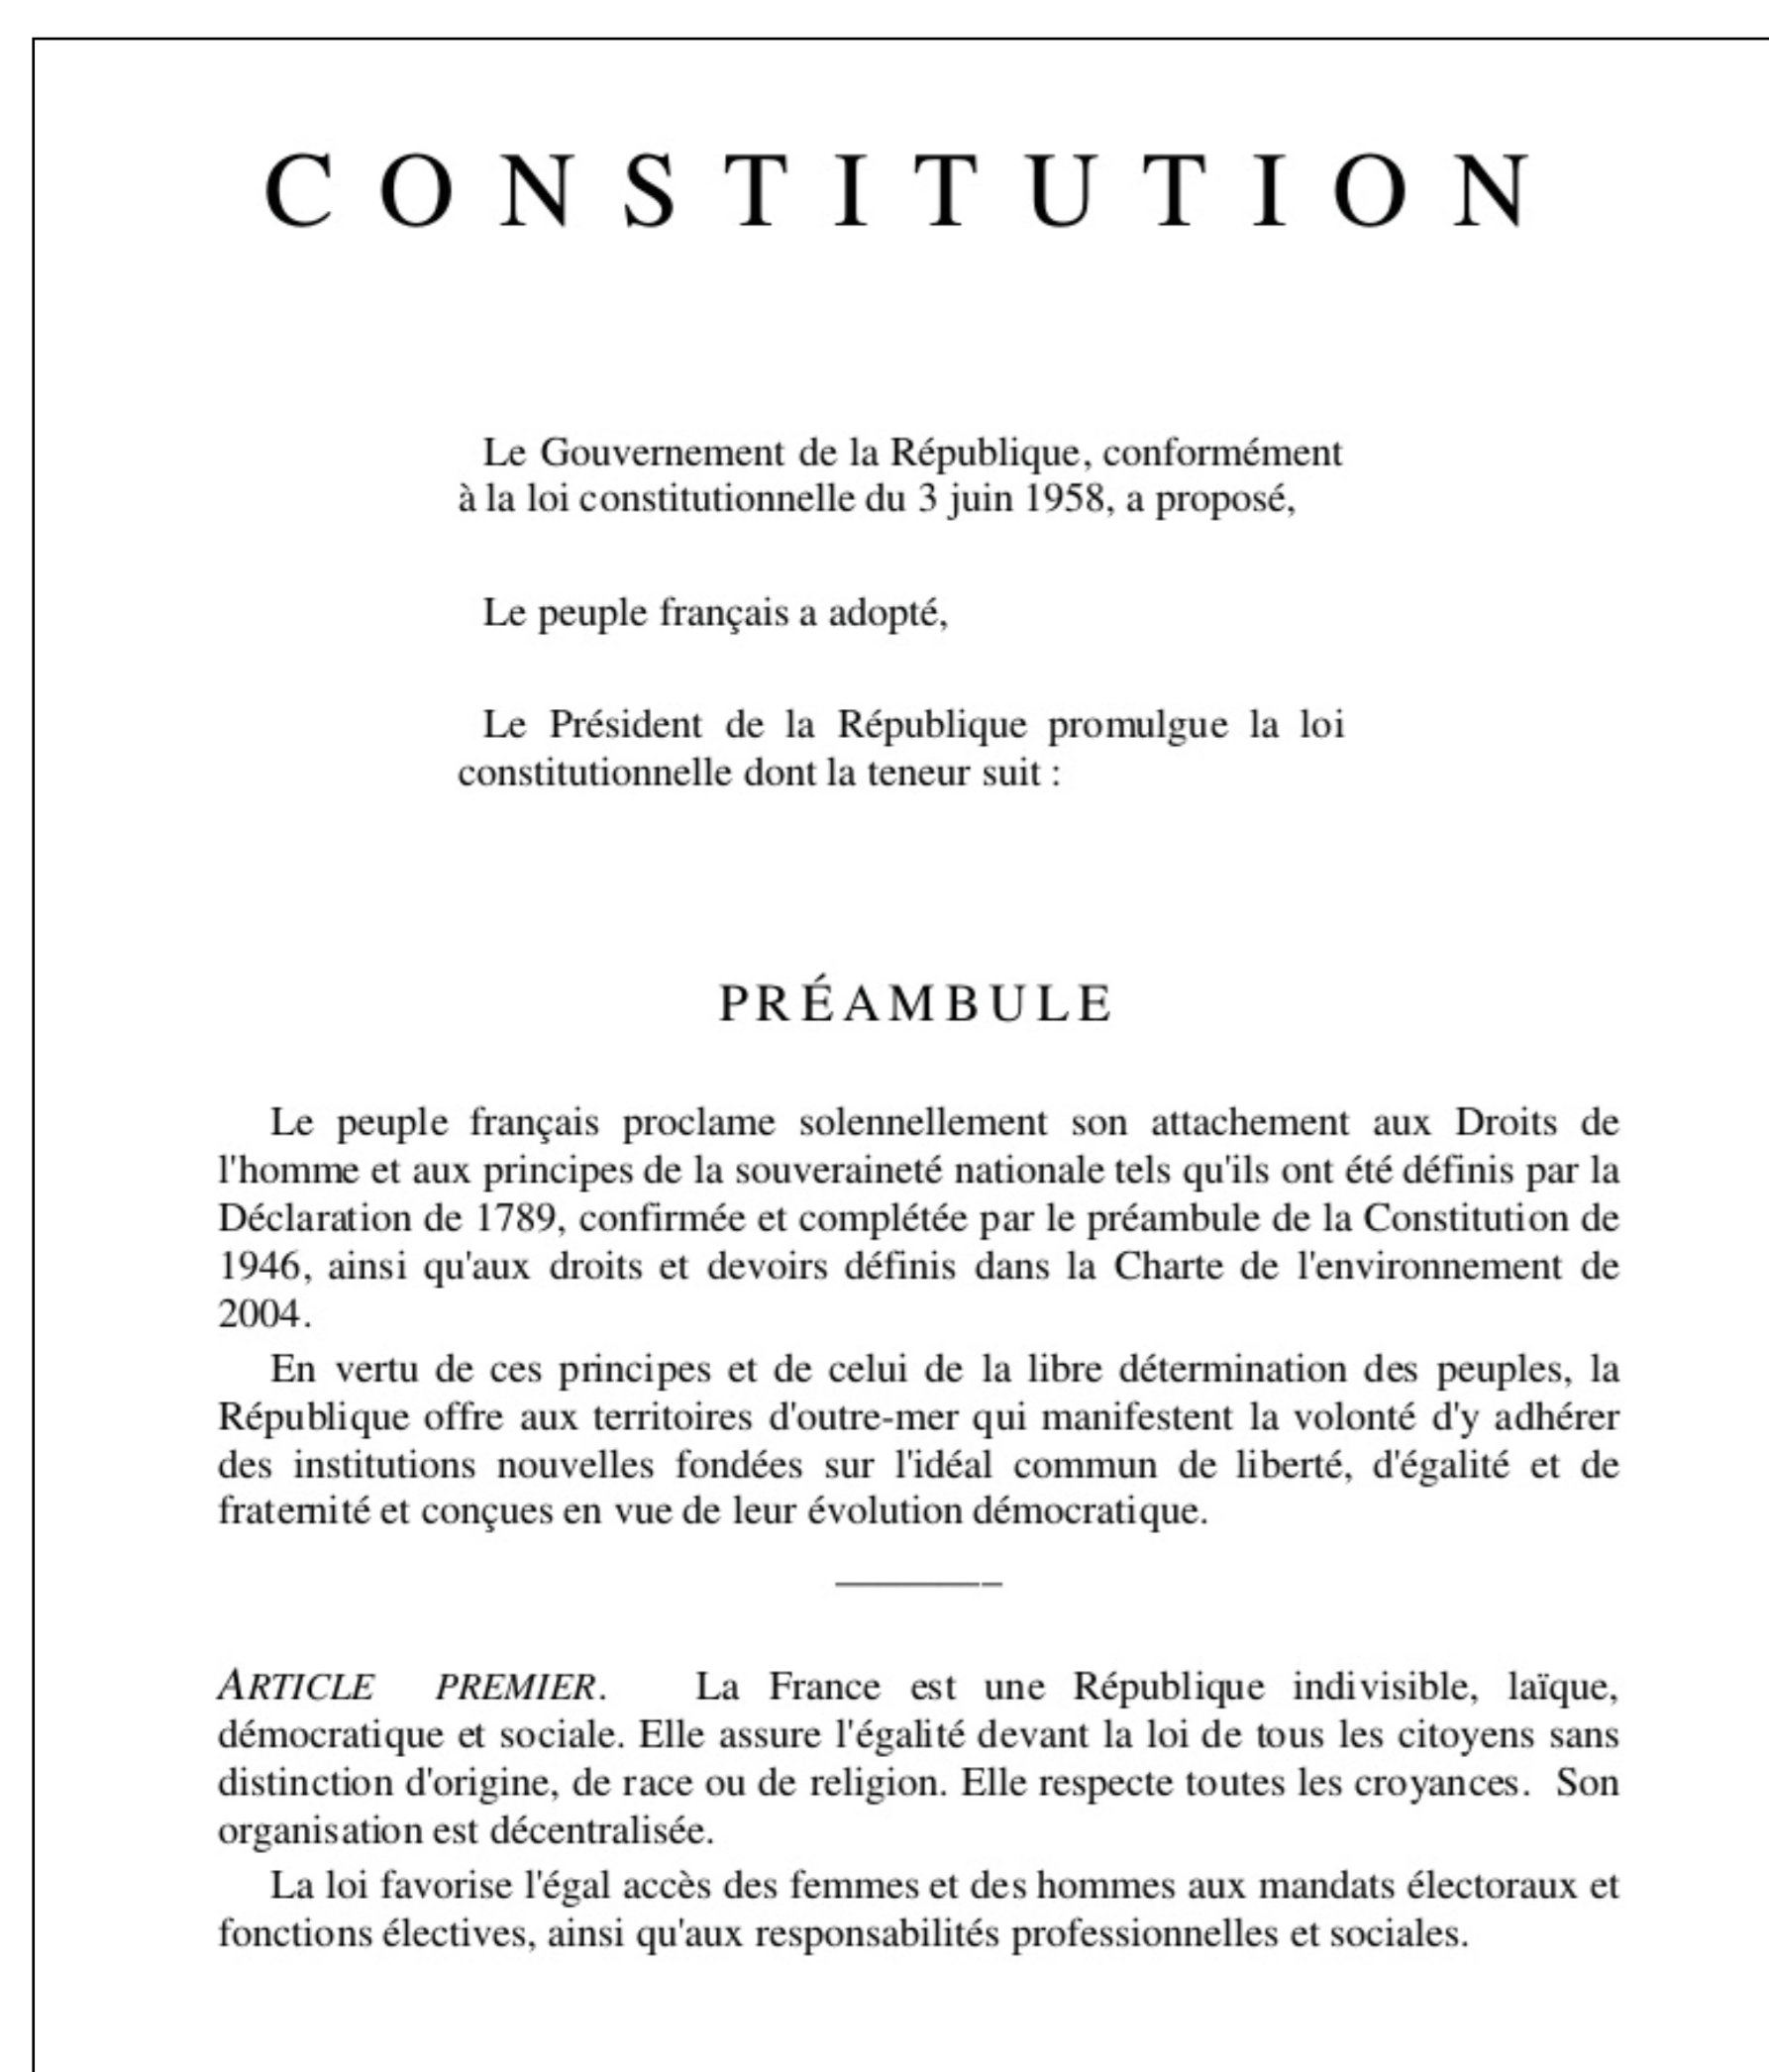 CONSTITUTION
Le Gouvernement de la République, conformément
à la loi constitutionnelle du 3 juin 1958, a proposé,
Le peuple français a adopté,
Le Président de la République promulgue la loi
constitutionnelle dont la teneur suit :
PRÉAMBULE
Le peuple français proclame solennellement son attachement aux Droits de
l'homme et aux principes de la souveraineté nationale tels qu'ils ont été définis par la
Déclaration de 1789, confirmée et complétée par le préambule de la Constitution de
1946, ainsi qu'aux droits et devoirs définis dans la Charte de l'environnement de
2004.
En vertu de ces principes et de celui de la libre détermination des peuples, la
République offre aux territoires d'outre-mer qui manifestent la volonté d'y adhérer
des institutions nouvelles fondées sur l'idéal commun de liberté, d'égalité et de
fraternité et conçues en vue de leur évolution démocratique.
ARTICLE PREMIER. La France est une République indivisible, laïque,
démocratique et sociale. Elle assure l'égalité devant la loi de tous les citoyens sans
distinction d'origine, de race ou de religion. Elle respecte toutes les croyances. Son
organisation est décentralisée.
La loi favorise l'égal accès des femmes et des hommes aux mandats électoraux et
fonctions électives, ainsi qu'aux responsabilités professionnelles et sociales.